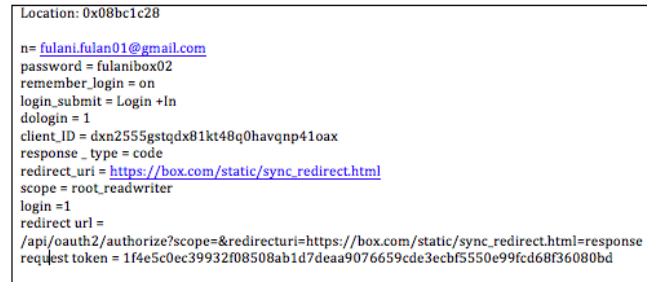 Location: 0x08bc1c28
n= fulani.fulan01@gmail.com
password = fulanibox02
remember_login = on
login_submit = Login +In
dologin = 1
client_ID = dxn2555gstqdx81kt48q0havqnp41oax
response _ type = code
redirect_uri = https://box.com/static/sync_redirect.html
scope = root_readwriter
login =1
redirect url =
/api/oauth2/authorize?scope=&redirecturi=https://box.com/static/sync_redirect.html=response
request token = 1f4e5c0ec39932f08508ab1d7deaa9076659cde3ecbf5550e99fcd68f36080bd